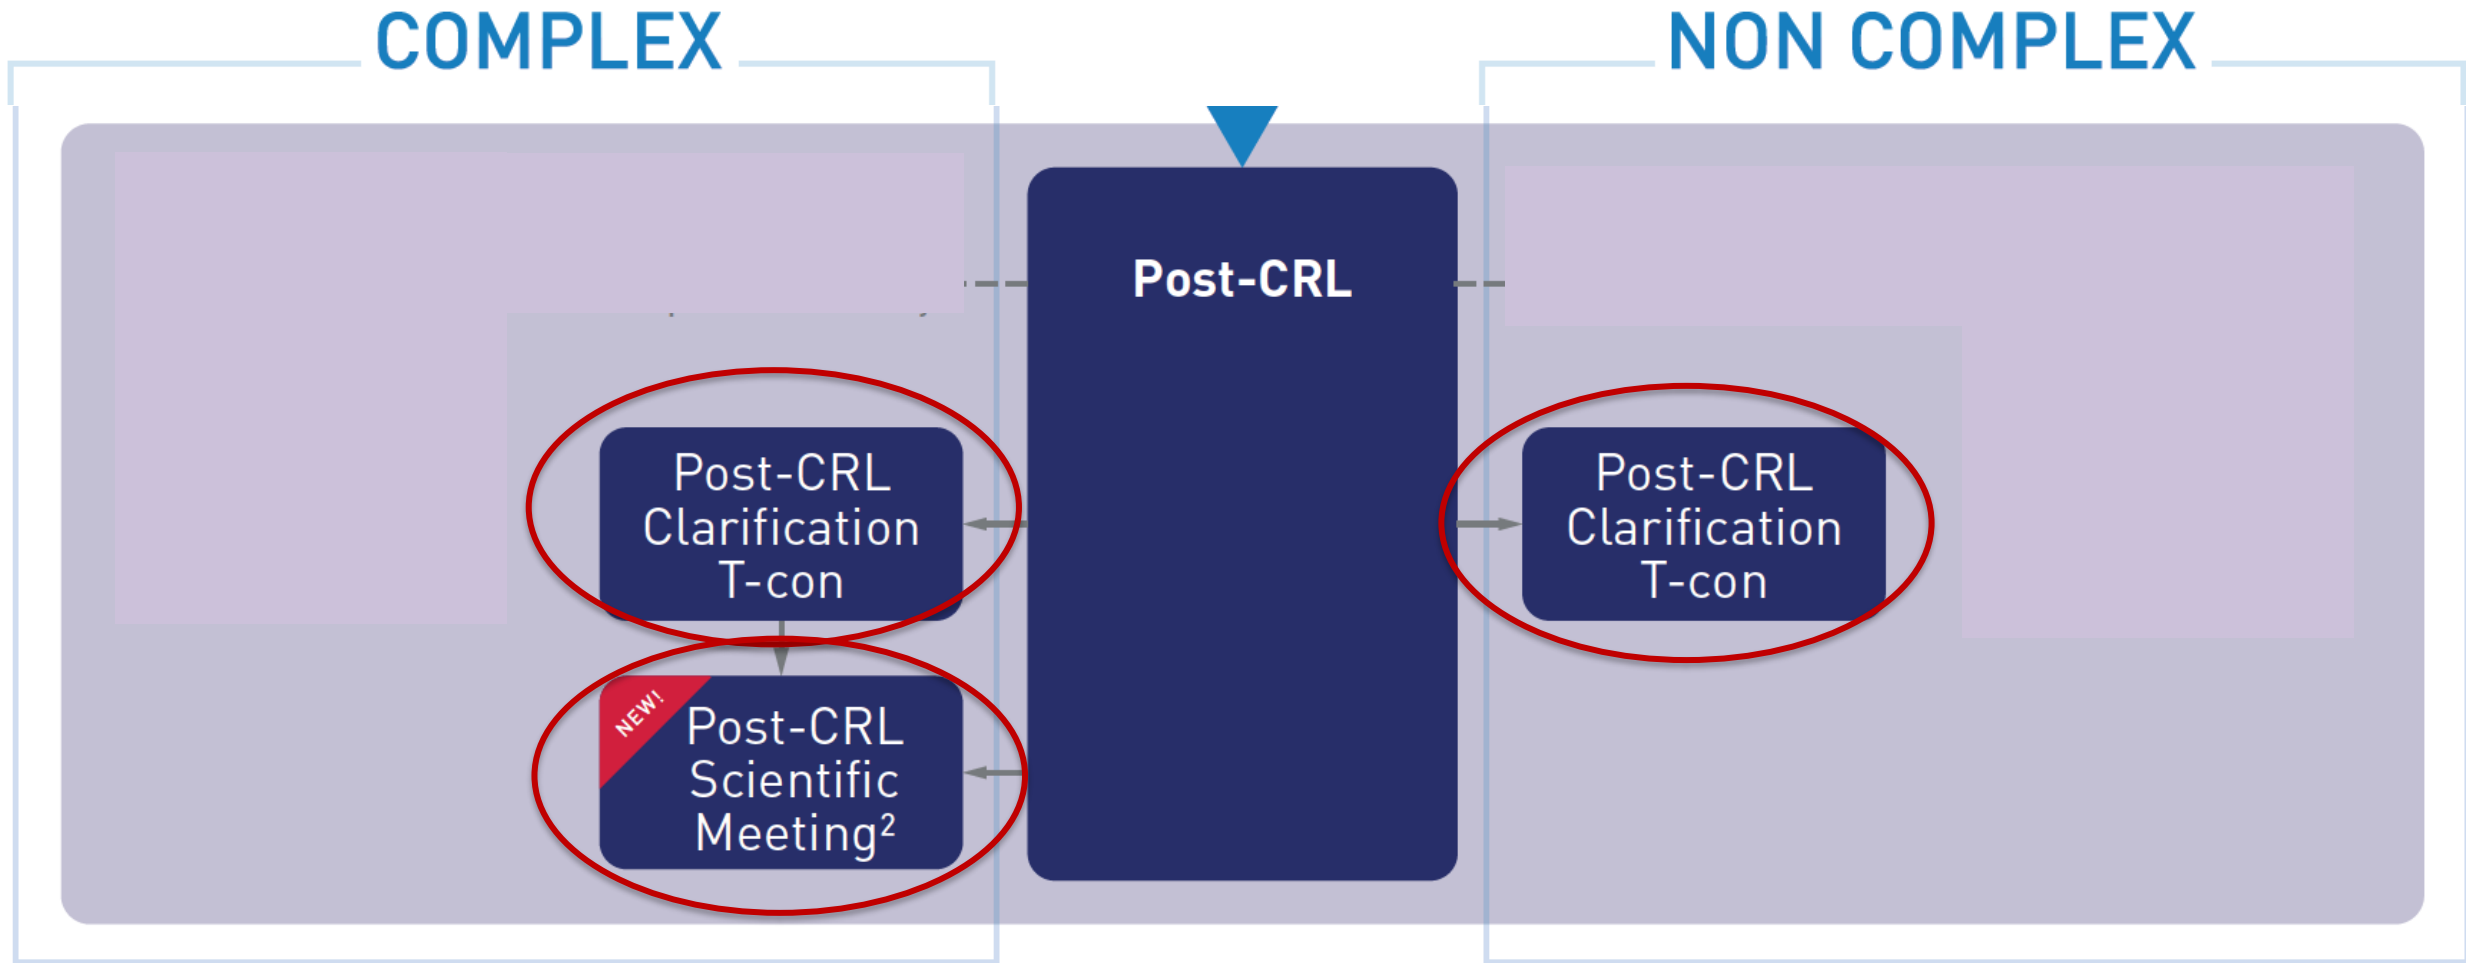 COMPLEX
NON COMPLEX
Post-CRL
Post-CRL
Clarification
T-con
Post-CRL
Clarification
T-con
NEW!
Post-CRL
Scientific
Meeting²